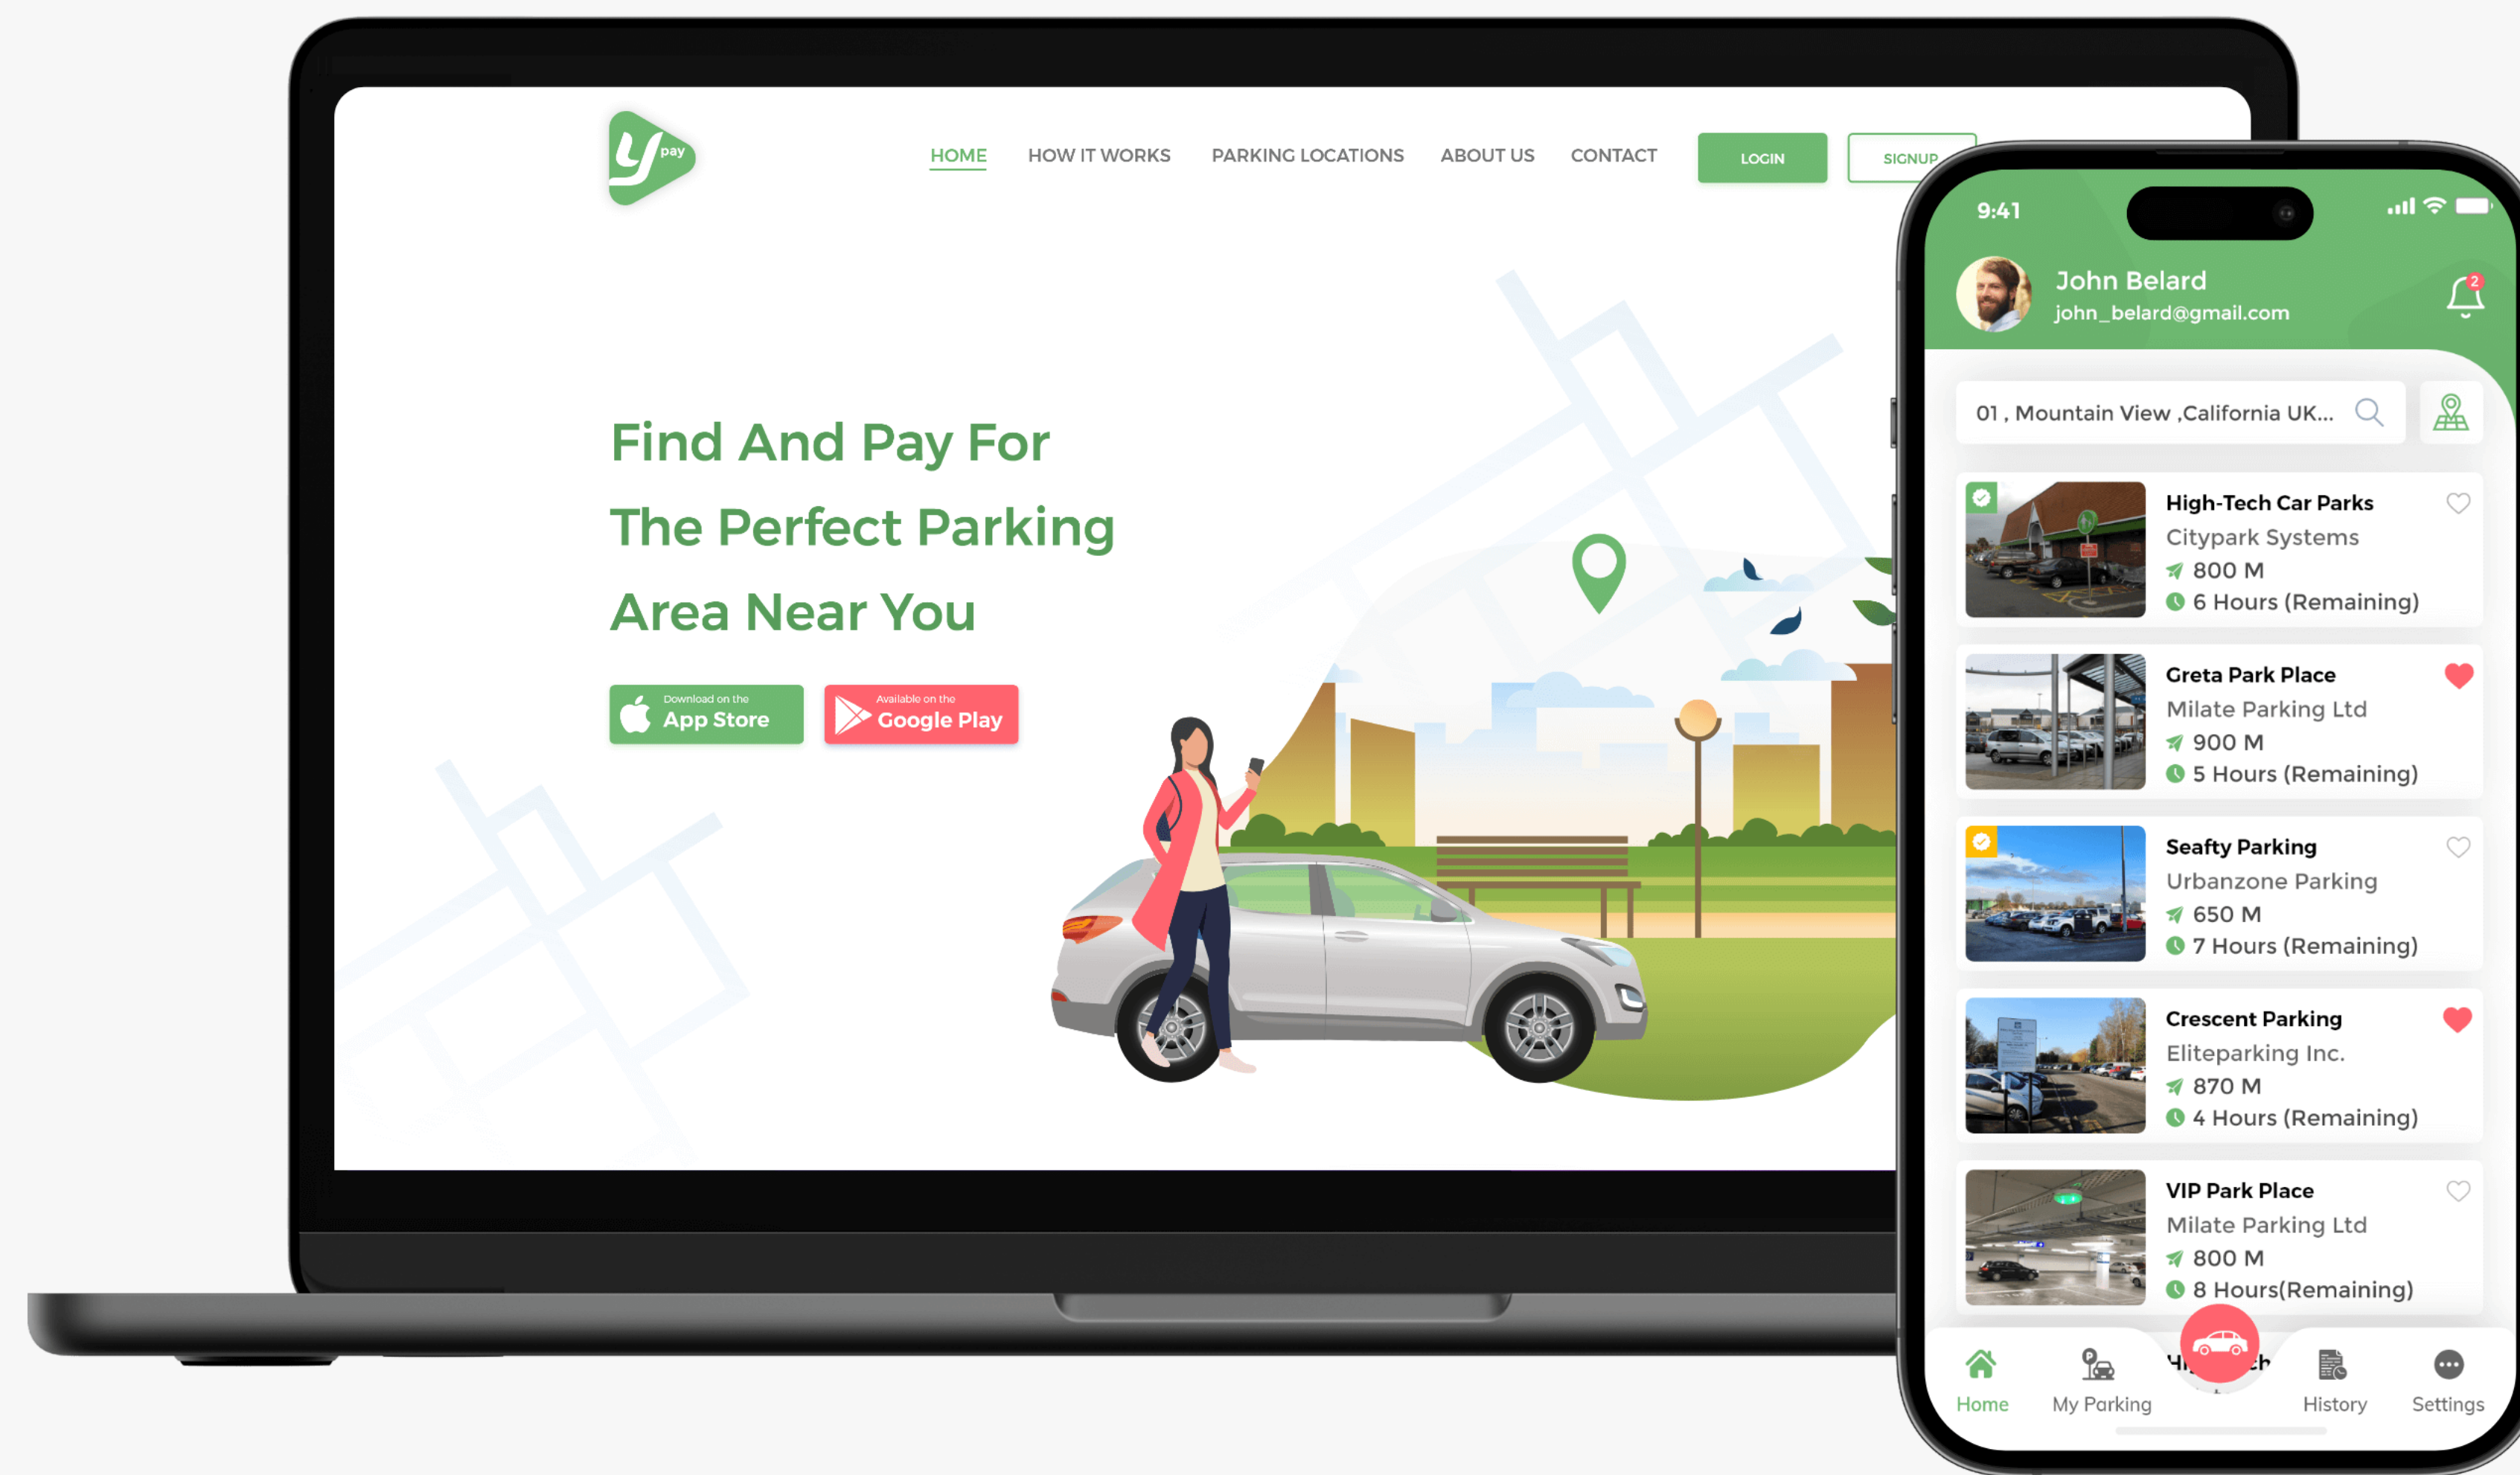 y pay
HOME
HOW IT WORKS
PARKING LOCATIONS
ABOUT US
CONTACT
LOGIN
SIGNUP
Find And Pay For
The Perfect Parking
Area Near You
Download on the
App Store
Available on the
Google Play
9:41
John Belard
john_belard@gmail.com
2
01 , Mountain View ,California UK...
High-Tech Car Parks
Citypark Systems
800 M
6 Hours (Remaining)
Greta Park Place
Milate Parking Ltd
900 M
5 Hours (Remaining)
Seafty Parking
Urbanzone Parking
650 M
7 Hours (Remaining)
Crescent Parking
Eliteparking Inc.
870 M
4 Hours (Remaining)
VIP Park Place
Milate Parking Ltd
800 M
8 Hours(Remaining)
Home
P
My Parking
History
Settings